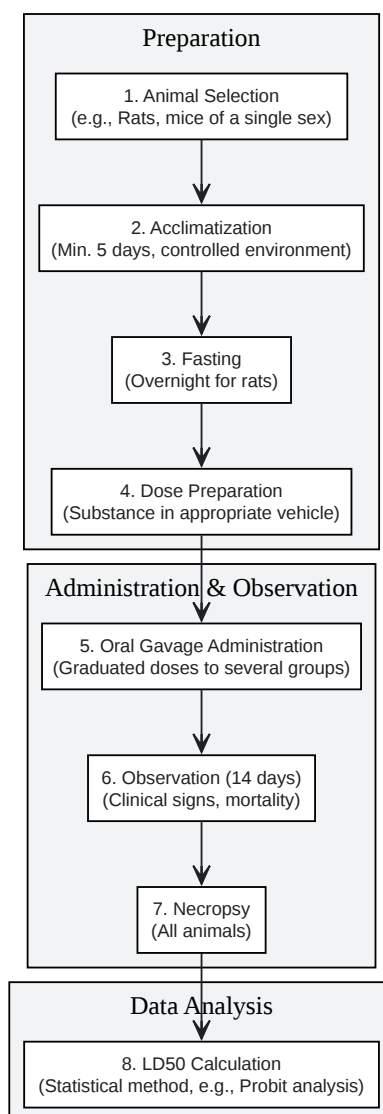 Preparation
1. Animal Selection
(e.g., Rats, mice of a single sex)
2. Acclimatization
(Min. 5 days, controlled environment)
3. Fasting
(Overnight for rats)
4. Dose Preparation
(Substance in appropriate vehicle)
Administration & Observation
5. Oral Gavage Administration
(Graduated doses to several groups)
6. Observation (14 days)
(Clinical signs, mortality)
7. Necropsy
(All animals)
Data Analysis
8. LD50 Calculation
(Statistical method, e.g., Probit analysis)